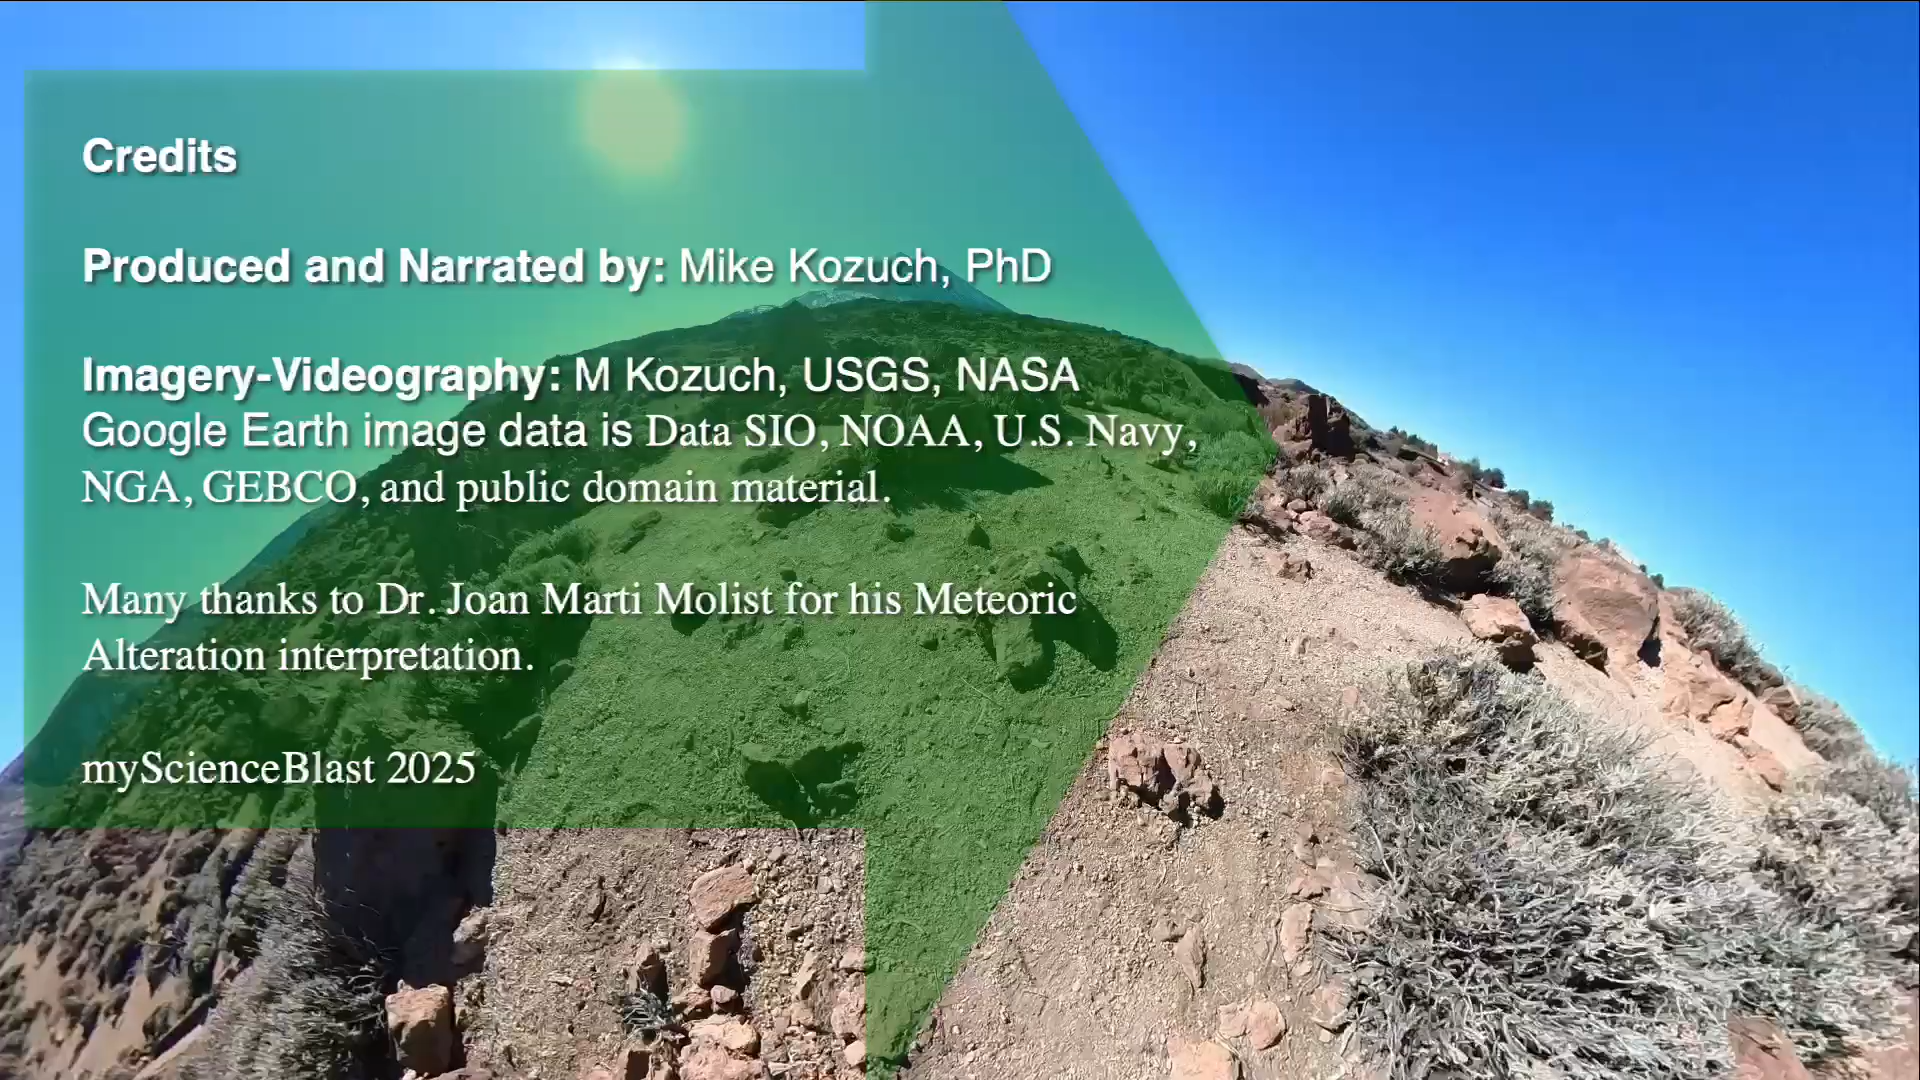 Credits
Produced and Narrated by: Mike Kozuch, PhD
Imagery-Videography: M Kozuch, USGS, NASA
Google Earth image data is Data SIO, NOAA, U.S. Navy,
NGA, GEBCO, and public domain material.
Many thanks to Dr. Joan Marti Molist for his Meteoric
Alteration interpretation.
myScienceBlast 2025